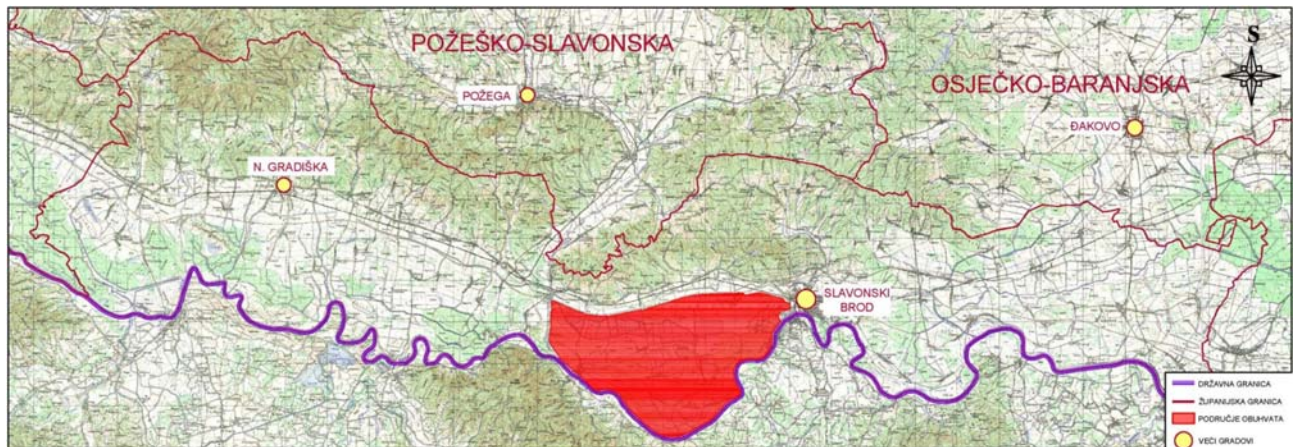 POŽEŠKO-SLAVONSKA
S
OSJEČKO-BARANJSKA
POŽEGA
ĐAKOVO
N. GRADIŠKA
SLAVONSKI
BROD
DRŽAVNA GRANICA
ŽUPANIJSKA GRANICA
PODRUČJE OBUHVATA
VEĆI GRADOVI